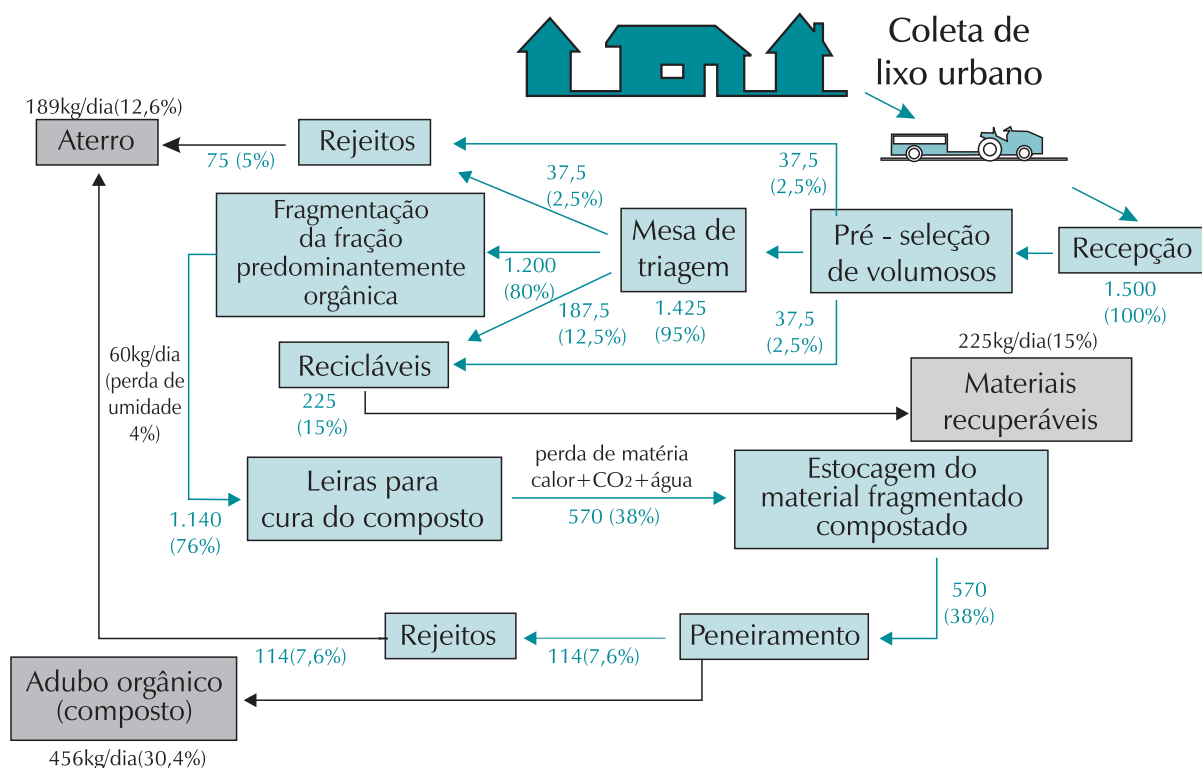 Coleta de
lixo urbano
189kg/dia(12,6%)
Aterro
75 (5%)
Rejeitos
37,5
(2,5%)
37,5
(2,5%)
Fragmentação
da fração
predominantemente
orgânica
1.200
(80%)
Mesa de
triagem
1.425
(95%)
Pré - seleção
de volumosos
Recepção
1.500
(100%)
187,5
(12,5%)
37,5
(2,5%)
60kg/dia
(perda de
umidade
4%)
Recicláveis
225
(15%)
225kg/dia(15%)
Materiais
recuperáveis
1.140
(76%)
Leiras para
cura do composto
perda de matéria
calor+CO2+água
570 (38%)
Estocagem do
material fragmentado
compostado
570
(38%)
Peneiramento
114(7,6%)
Rejeitos
114(7,6%)
Adubo orgânico
(composto)
456kg/dia(30,4%)